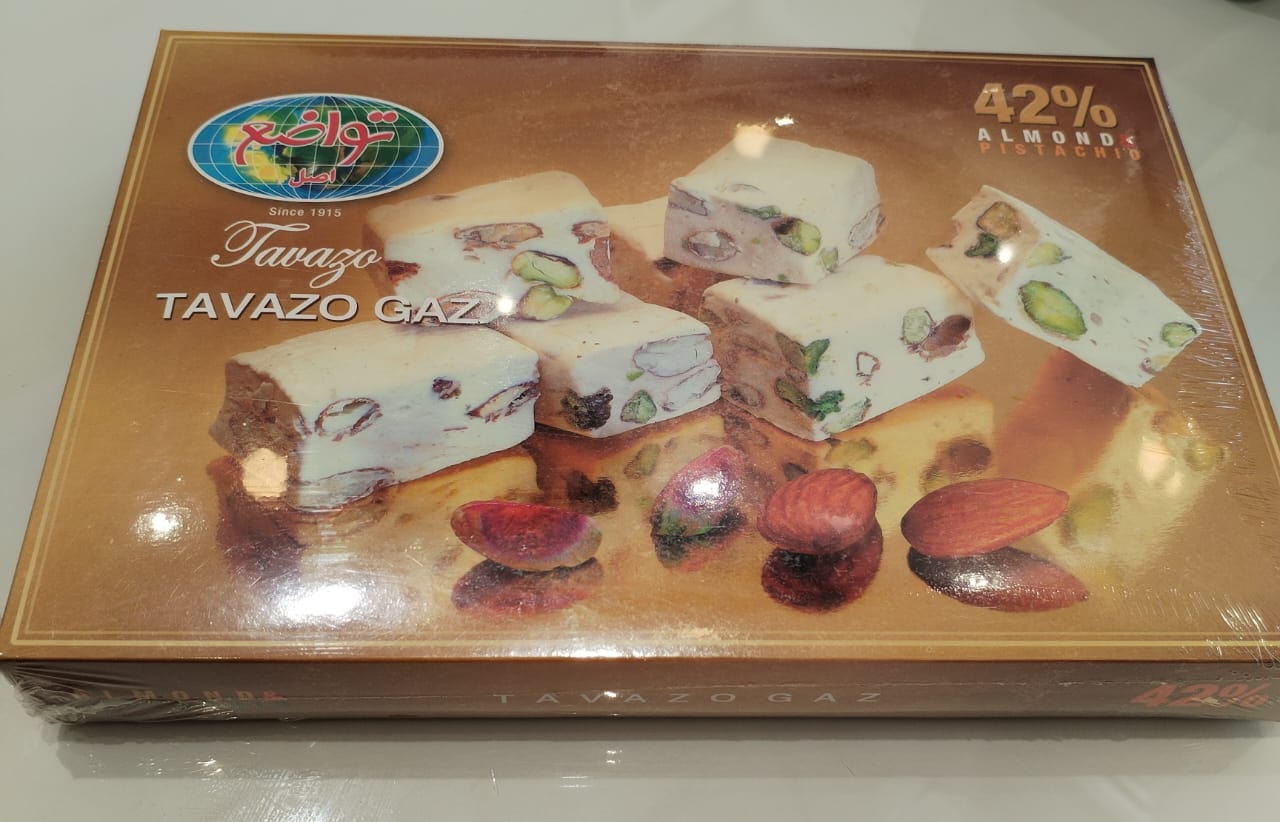 تواضع
اصل
Since 1915
Tavazo
TAVAZO GAZ
42%
ALMOND&
PISTACHIO
ALMOND&
TAVAZO GAZ
42%